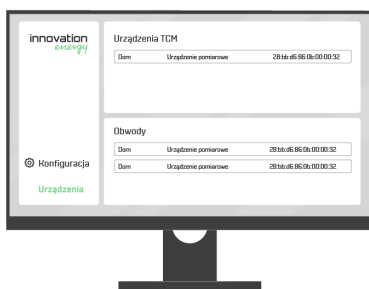 innovation
energy
Urządzenia TCM
Dom Urządzenie pomiarowe 28:bb:d6:86:0b:00:00:32
Obwody
Dom Urządzenie pomiarowe 28:bb:d6:86:0b:00:00:32
Dom Urządzenie pomiarowe 28:bb:d6:86:0b:00:00:32
Konfiguracja
Urządzenia